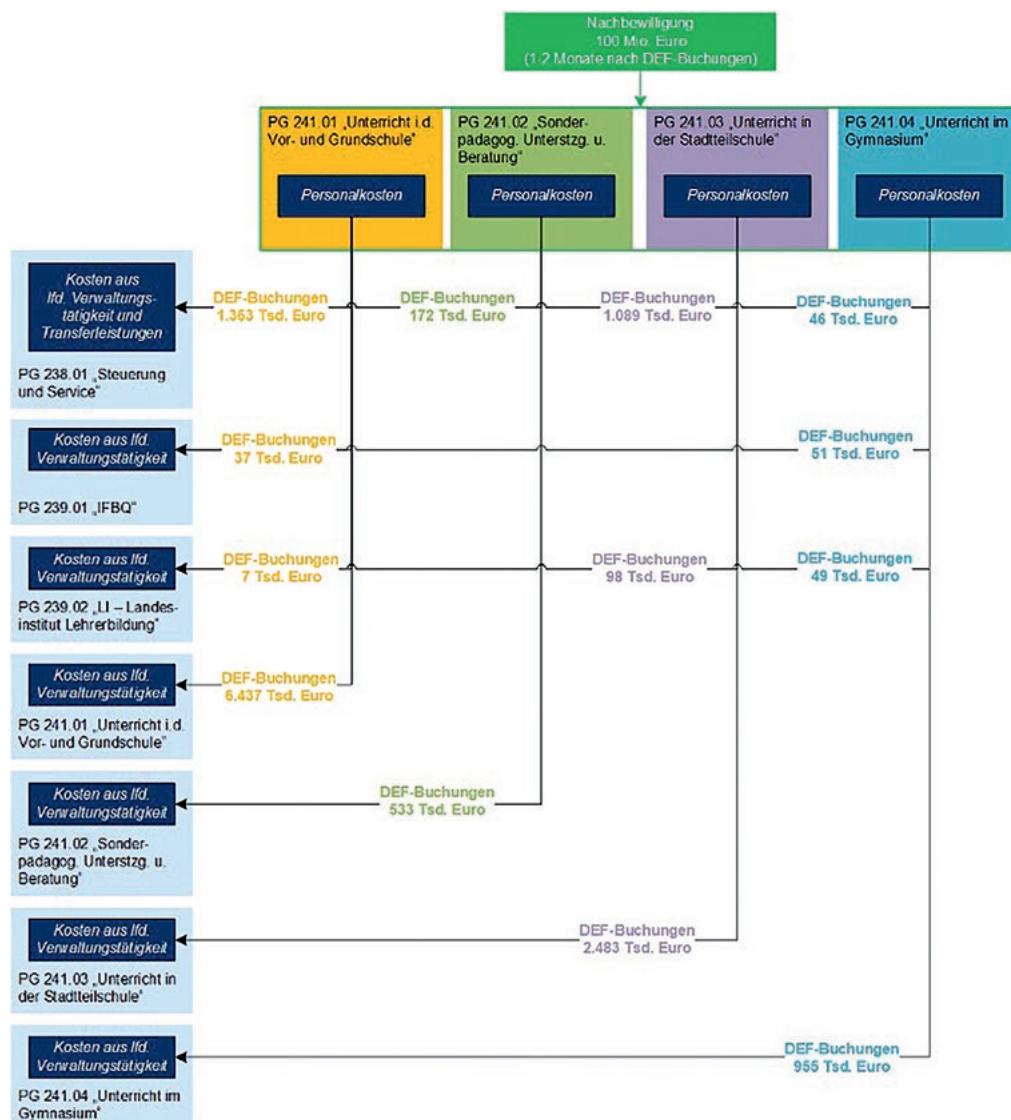 Nachbewilligung
100 Mio. Euro
(1-2 Monate nach DEF-Buchungen)
PG 241.01 „Unterricht i.d.
Vor- und Grundschule“
Personalkosten
PG 241.02 „Sonder-
pädagog. Unterstzg. u.
Beratung“
Personalkosten
PG 241.03 „Unterricht in
der Stadtteilschule“
Personalkosten
PG 241.04 „Unterricht im
Gymnasium“
Personalkosten
Kosten aus
lfd. Verwaltungs-
tätigkeit und
Transferleistungen
PG 238.01 „Steuerung
und Service“
DEF-Buchungen
1.363 Tsd. Euro
DEF-Buchungen
172 Tsd. Euro
DEF-Buchungen
1.089 Tsd. Euro
DEF-Buchungen
46 Tsd. Euro
Kosten aus lfd.
Verwaltungstätigkeit
PG 239.01 „IFBQ“
DEF-Buchungen
37 Tsd. Euro
DEF-Buchungen
51 Tsd. Euro
Kosten aus lfd.
Verwaltungstätigkeit
PG 239.02 „LI – Landes-
institut Lehrerbildung“
DEF-Buchungen
7 Tsd. Euro
DEF-Buchungen
98 Tsd. Euro
DEF-Buchungen
49 Tsd. Euro
Kosten aus lfd.
Verwaltungstätigkeit
PG 241.01 „Unterricht i.d.
Vor- und Grundschule“
DEF-Buchungen
6.437 Tsd. Euro
Kosten aus lfd.
Verwaltungstätigkeit
PG 241.02 „Sonder-
pädagog. Unterstzg. u.
Beratung“
DEF-Buchungen
533 Tsd. Euro
Kosten aus lfd.
Verwaltungstätigkeit
PG 241.03 „Unterricht in
der Stadtteilschule“
DEF-Buchungen
2.483 Tsd. Euro
Kosten aus lfd.
Verwaltungstätigkeit
PG 241.04 „Unterricht im
Gymnasium“
DEF-Buchungen
955 Tsd. Euro